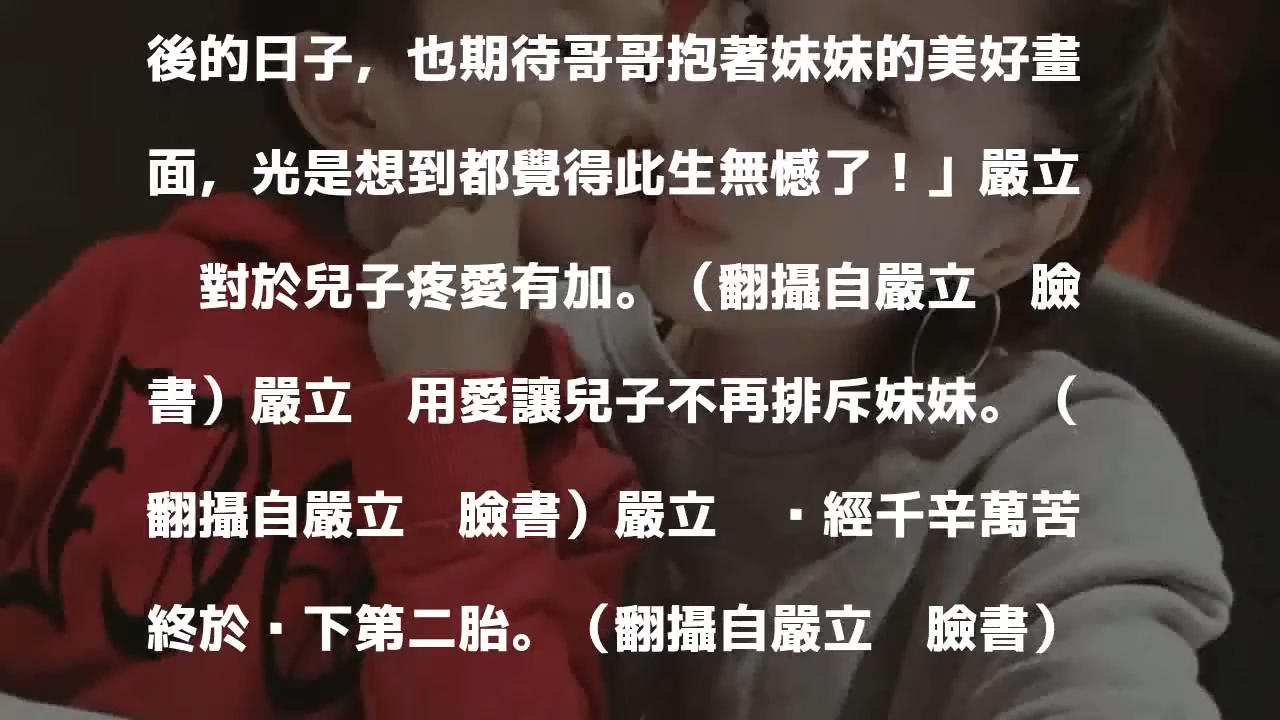 後的日子，也期待哥哥抱著妹妹的美好畫
面，光是想到都覺得此生無憾了！」嚴立
　對於兒子疼愛有加。（翻攝自嚴立　臉
書）嚴立　用愛讓兒子不再排斥妹妹。（
翻攝自嚴立　臉書）嚴立　▪經千辛萬苦
終於▪下第二胎。（翻攝自嚴立　臉書）